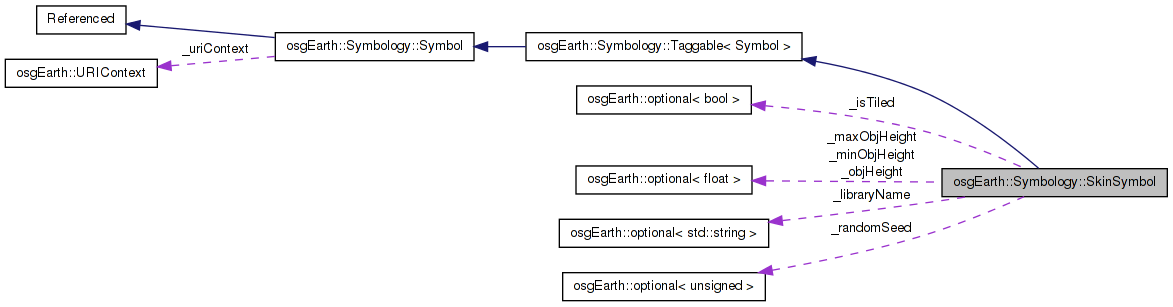 Referenced
_uriContext
osgEarth::Symbology::Symbol
osgEarth::Symbology::Taggable< Symbol >
osgEarth::URIContext
osgEarth::optional< bool >
_isTiled
_maxObjHeight
_minObjHeight
_objHeight
osgEarth::optional< float >
osgEarth::Symbology::SkinSymbol
_libraryName
osgEarth::optional< std::string >
_randomSeed
osgEarth::optional< unsigned >